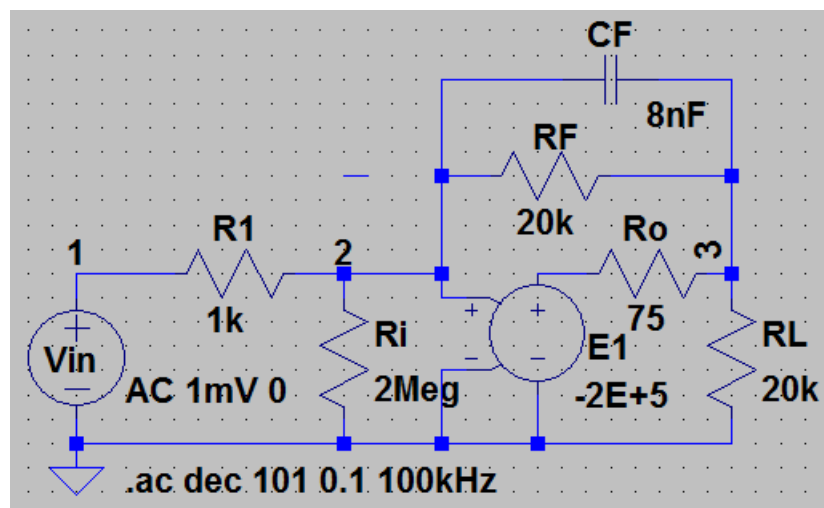 CF
8nF
RF
20k
R1
1k
1
2
Ro
75
3
Vin
AC 1mV 0
Ri
2Meg
E1
-2E+5
RL
20k
.ac dec 101 0.1 100kHz